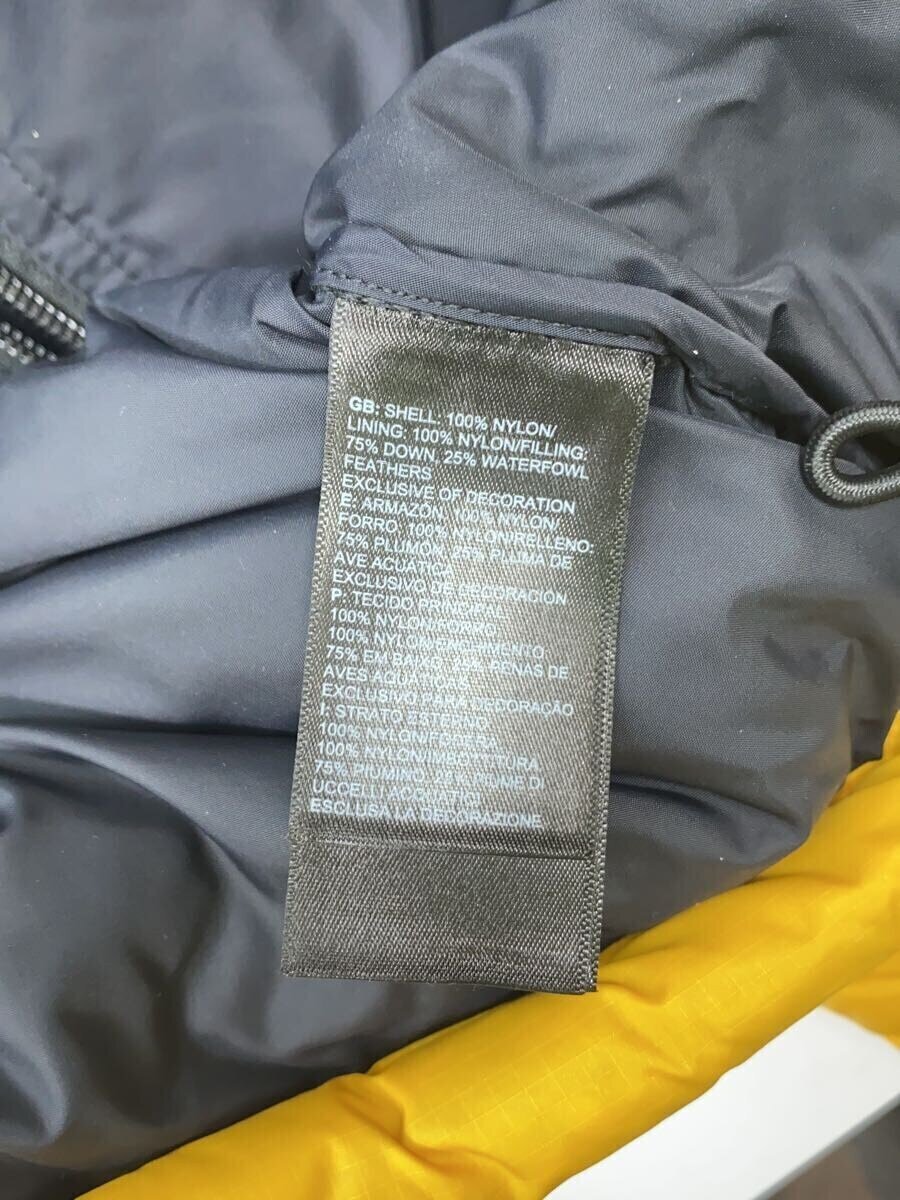 GB: SHELL: 100% NYLON/
LINING: 100% NYLON/FILLING:
75% DOWN, 25% WATERFOWL
FEATHERS
EXCLUSIVE OF DECORATION
E: ARMAZÓN: 100% NYLON/
FORRO: 100% NYLON/RELLENO:
75% PLUMÓN, 25% PLUMA DE
AVE ACUATICA
EXCLUSIVO DE DECORACIÓN
P: TECIDO PRINCIPAL
100% NYLON/FORRO
100% NYLON/ENCHIMENTO
75% EM BAIXO, 25% PENAS DE
AVES AQUÁTICAS
EXCLUSIVO PARA DECORAÇÃO
I: STRATO ESTERNO
100% NYLON/FODERA
100% NYLON/IMBOTTITURA
75% PIUMINO, 25% PIUME DI
UCCELLI ACQUATICI
ESCLUSA LA DECORAZIONE